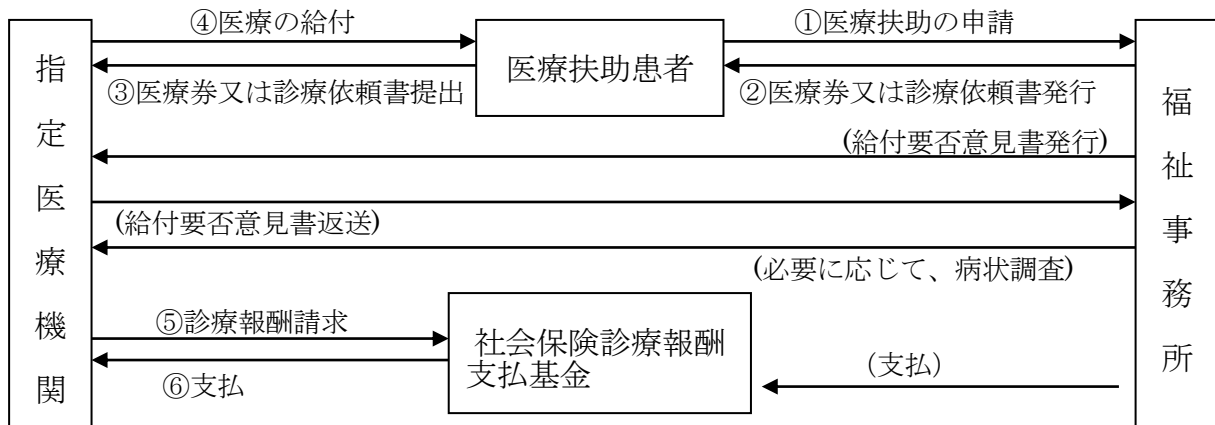 ④医療の給付
①医療扶助の申請
指定医療機関
医療扶助患者
福祉事務所
③医療券又は診療依頼書提出
②医療券又は診療依頼書発行
(給付要否意見書発行)
(給付要否意見書返送)
(必要に応じて、病状調査)
⑤診療報酬請求
社会保険診療報酬
支払基金
(支払)
⑥支払